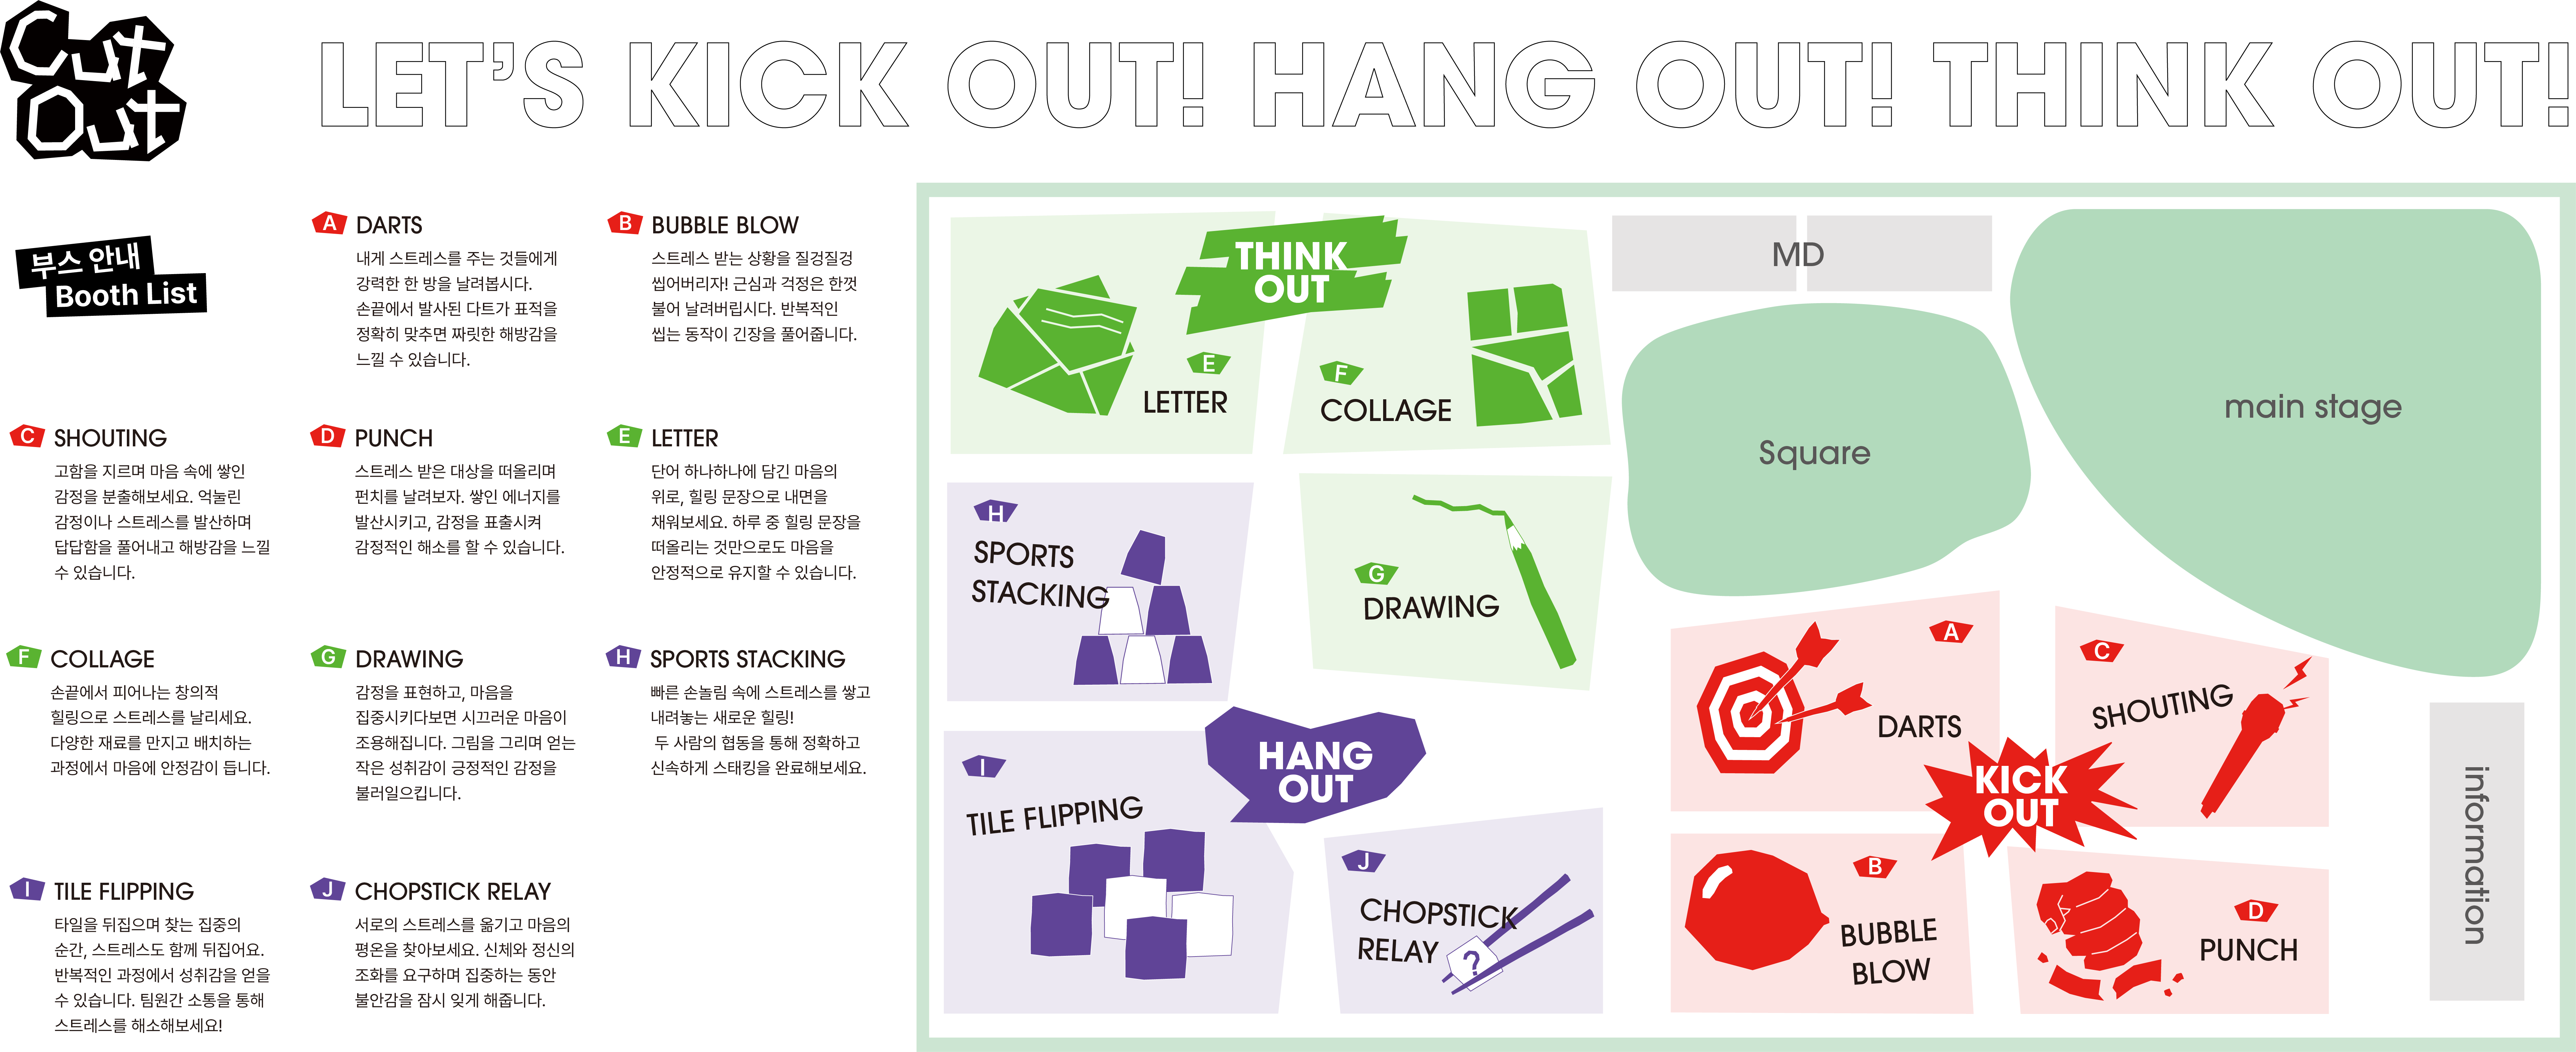 Cut
Out
LET'S KICK OUT! HANG OUT! THINK OUT!
부스 안내
Booth List
A DARTS
내게 스트레스를 주는 것들에게
강력한 한 방을 날려봅시다.
손끝에서 발사된 다트가 표적을
정확히 맞추면 짜릿한 해방감을
느낄 수 있습니다.
B BUBBLE BLOW
스트레스 받는 상황을 질겅질겅
씹어버리자! 근심과 걱정은 한껏
불어 날려버립시다. 반복적인
씹는 동작이 긴장을 풀어줍니다.
C SHOUTING
고함을 지르며 마음 속에 쌓인
감정을 분출해보세요. 억눌린
감정이나 스트레스를 발산하며
답답함을 풀어내고 해방감을 느낄
수 있습니다.
D PUNCH
스트레스 받은 대상을 떠올리며
펀치를 날려보자. 쌓인 에너지를
발산시키고, 감정을 표출시켜
감정적인 해소를 할 수 있습니다.
E LETTER
단어 하나하나에 담긴 마음의
위로, 힐링 문장으로 내면을
채워보세요. 하루 중 힐링 문장을
떠올리는 것만으로도 마음을
안정적으로 유지할 수 있습니다.
F COLLAGE
손끝에서 피어나는 창의적
힐링으로 스트레스를 날리세요.
다양한 재료를 만지고 배치하는
과정에서 마음에 안정감이 듭니다.
G DRAWING
감정을 표현하고, 마음을
집중시키다보면 시끄러운 마음이
조용해집니다. 그림을 그리며 얻는
작은 성취감이 긍정적인 감정을
불러일으킵니다.
H SPORTS STACKING
빠른 손놀림 속에 스트레스를 쌓고
내려놓는 새로운 힐링!
두 사람의 협동을 통해 정확하고
신속하게 스태킹을 완료해보세요.
I TILE FLIPPING
타일을 뒤집으며 찾는 집중의
순간, 스트레스도 함께 뒤집어요.
반복적인 과정에서 성취감을 얻을
수 있습니다. 팀원간 소통을 통해
스트레스를 해소해보세요!
J CHOPSTICK RELAY
서로의 스트레스를 옮기고 마음의
평온을 찾아보세요. 신체와 정신의
조화를 요구하며 집중하는 동안
불안감을 잠시 잊게 해줍니다.
THINK
OUT
E
LETTER
F
COLLAGE
MD
Square
main stage
H
SPORTS
STACKING
G
DRAWING
HANG
OUT
I
TILE FLIPPING
J
CHOPSTICK
RELAY
?
A
DARTS
C
SHOUTING
KICK
OUT
B
BUBBLE
BLOW
D
PUNCH
information